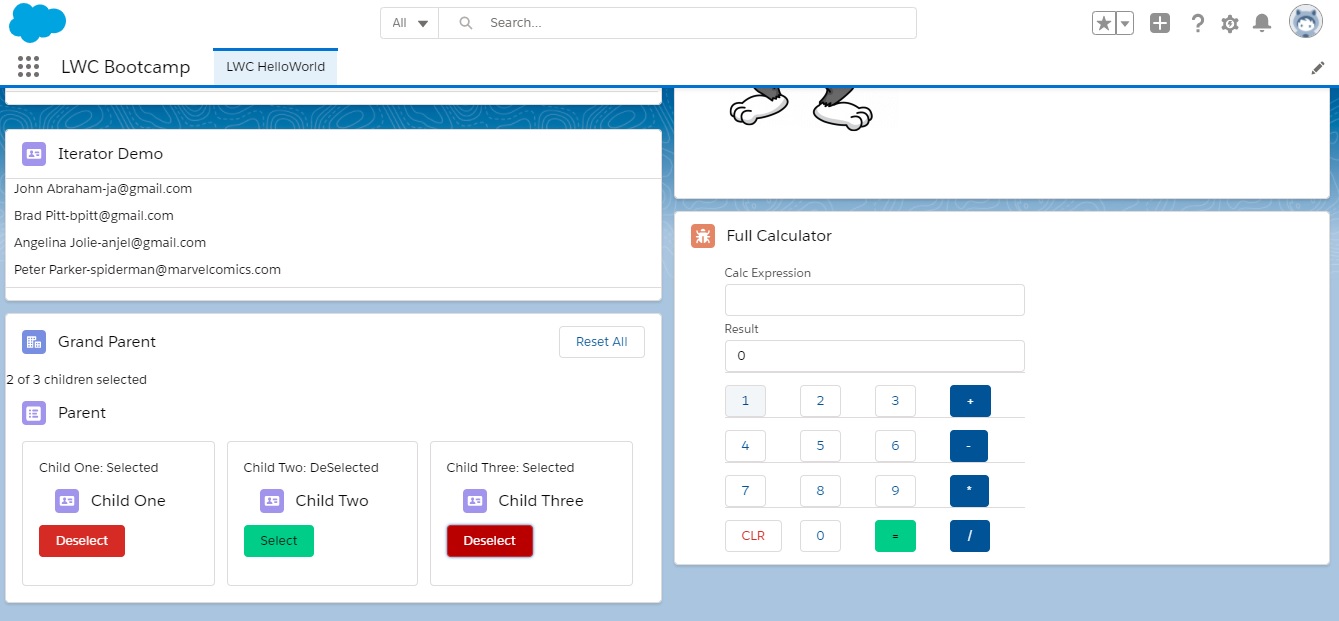 All
Search...
LWC Bootcamp
LWC HelloWorld
Iterator Demo
John Abraham-ja@gmail.com
Brad Pitt-bpitt@gmail.com
Angelina Jolie-anjel@gmail.com
Peter Parker-spiderman@marvelcomics.com
Grand Parent
Reset All
2 of 3 children selected
Parent
Child One: Selected
Child One
Deselect
Child Two: DeSelected
Child Two
Select
Child Three: Selected
Child Three
Deselect
Full Calculator
Calc Expression
Result
0
1 2 3 +
4 5 6 -
7 8 9 *
CLR 0 = /